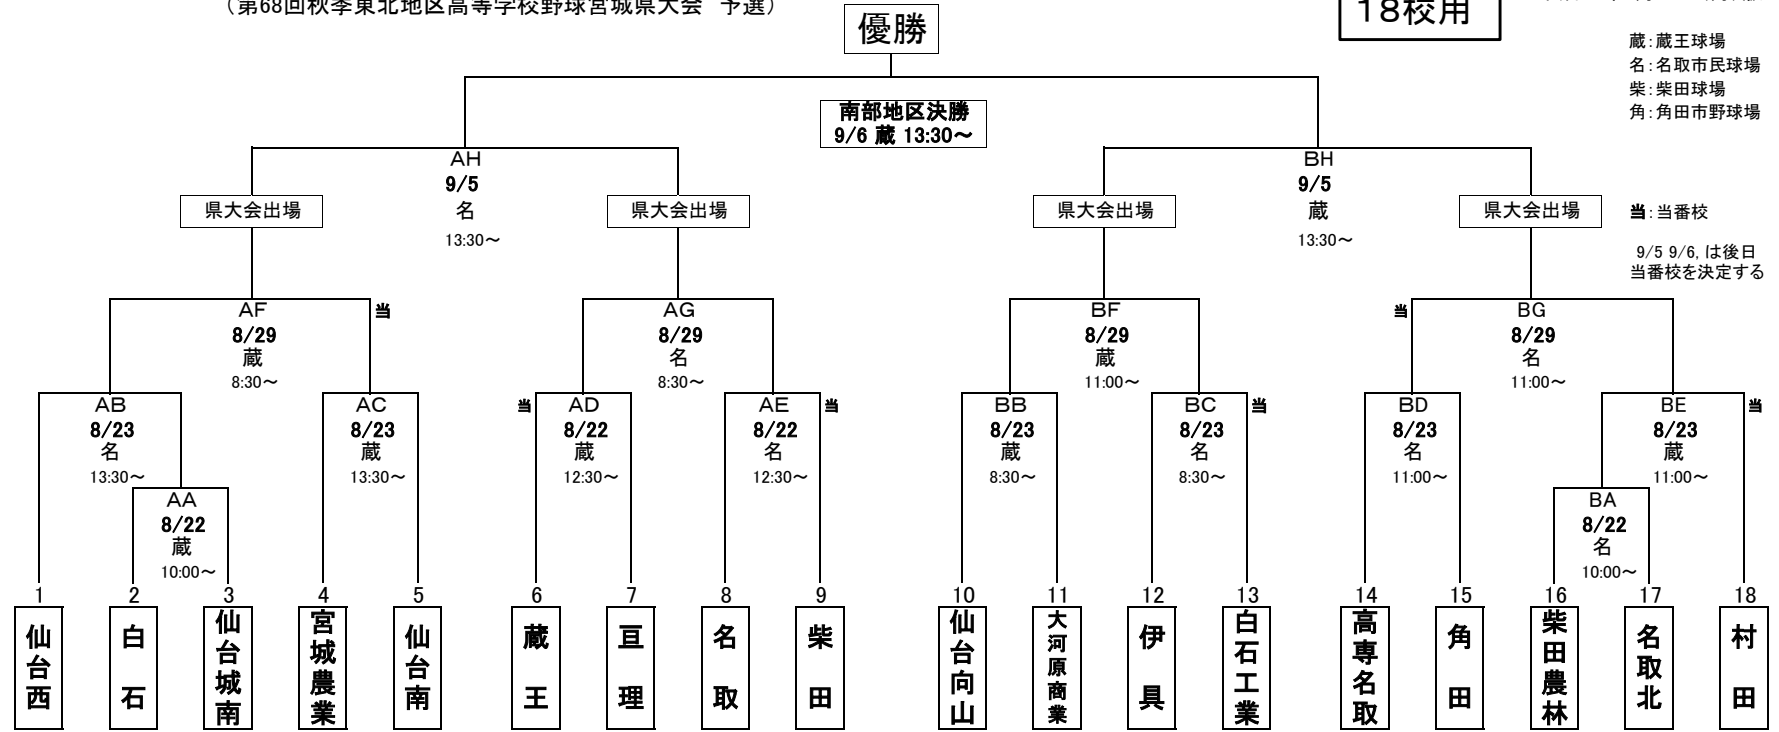 （第68回秋季東北地区高等学校野球宮城県大会　予選）
18校用
優勝
蔵：蔵王球場
名：名取市民球場
柴：柴田球場
角：角田市野球場
南部地区決勝
9/6 蔵 13:30～
AH
9/5
名
13:30～
BH
9/5
蔵
13:30～
県大会出場
県大会出場
県大会出場
県大会出場
当：当番校
9/5 9/6, は後日
当番校を決定する
AF
8/29
蔵
8:30～
当
AG
8/29
名
8:30～
BF
8/29
蔵
11:00～
当
BG
8/29
名
11:00～
AB
8/23
名
13:30～
AC
8/23
蔵
13:30～
当
AD
8/22
蔵
12:30～
AE
8/22
名
12:30～
当
BB
8/23
蔵
8:30～
BC
8/23
名
8:30～
当
BD
8/23
名
11:00～
BE
8/23
蔵
11:00～
当
AA
8/22
蔵
10:00～
BA
8/22
名
10:00～
1
仙台西
2
白石
3
仙台城南
4
宮城農業
5
仙台南
6
蔵王
7
亘理
8
名取
9
柴田
10
仙台向山
11
大河原商業
12
伊具
13
白石工業
14
高専名取
15
角田
16
柴田農林
17
名取北
18
村田